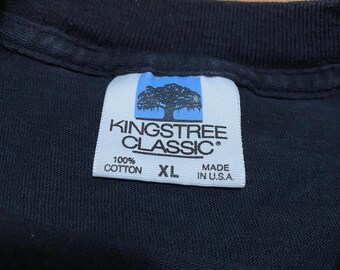 KINGSTREE
CLASSIC®
100% COTTON XL MADE IN U.S.A.